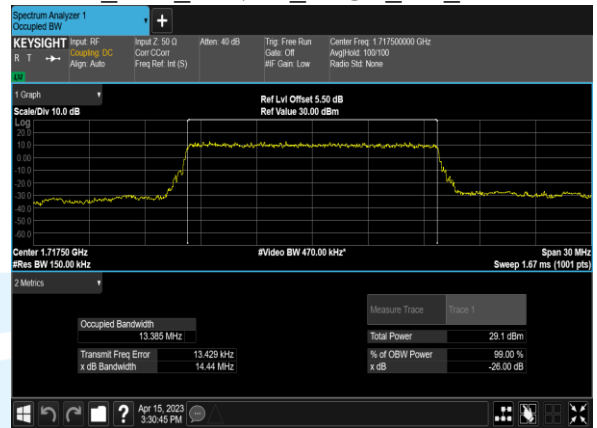 Spectrum Analyzer 1
Occupied BW
KEYSIGHT Input: RF Input Z: 50 Ω Atten: 40 dB Trig: Free Run Center Freq: 1.717500000 GHz
R T Coupling: DC Corr CCorr Gate: Off Avg|Hold: 100/100
Align: Auto Freq Ref: Int (S) #IF Gain: Low Radio Std: None
1 Graph
Ref Lvl Offset 5.50 dB
Scale/Div 10.0 dB Ref Value 30.00 dBm
Log
20.0
10.0
0.00
-10.0
-20.0
-30.0
-40.0
-50.0
-60.0
Center 1.71750 GHz #Video BW 470.00 kHz* Span 30 MHz
#Res BW 150.00 kHz Sweep 1.67 ms (1001 pts)
2 Metrics
Measure Trace Trace 1
Occupied Bandwidth
13.385 MHz Total Power 29.1 dBm
Transmit Freq Error 13.429 kHz % of OBW Power 99.00 %
x dB Bandwidth 14.44 MHz x dB -26.00 dB
Apr 15, 2023
3:30:45 PM